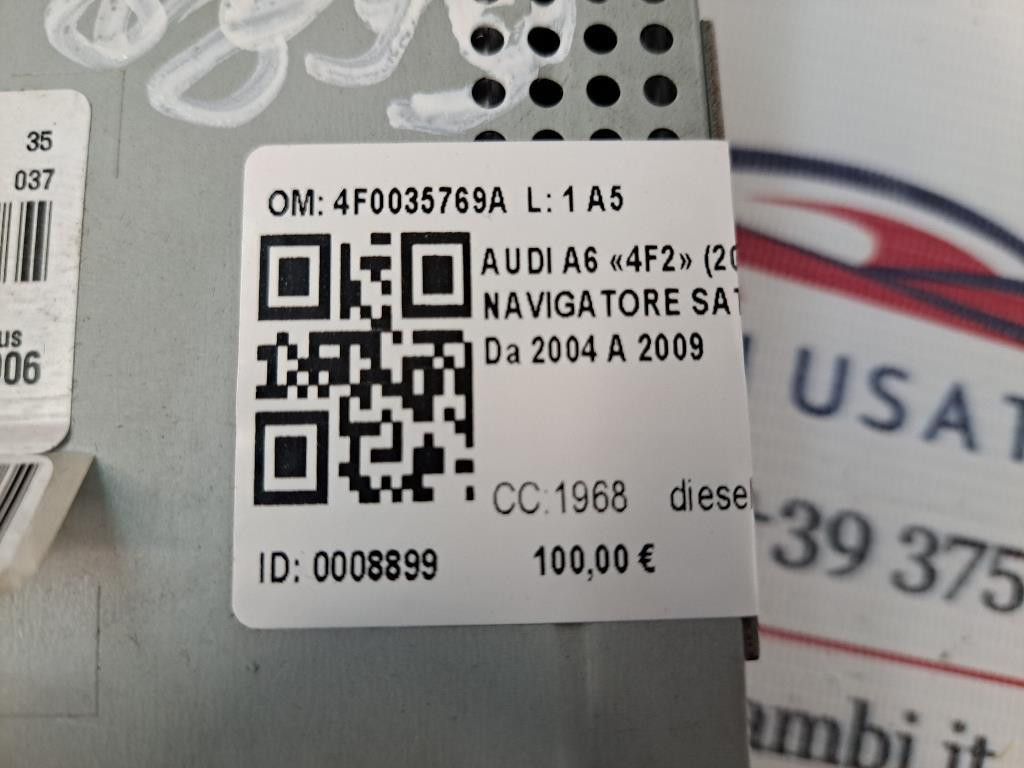 35
037
006
OM: 4F0035769A L: 1 A5
AUDI A6 «4F2» (20
NAVIGATORE SAT
Da 2004 A 2009
CC:1968 diesel
ID: 0008899 100,00 €
USAT
+39 375
ambi.it